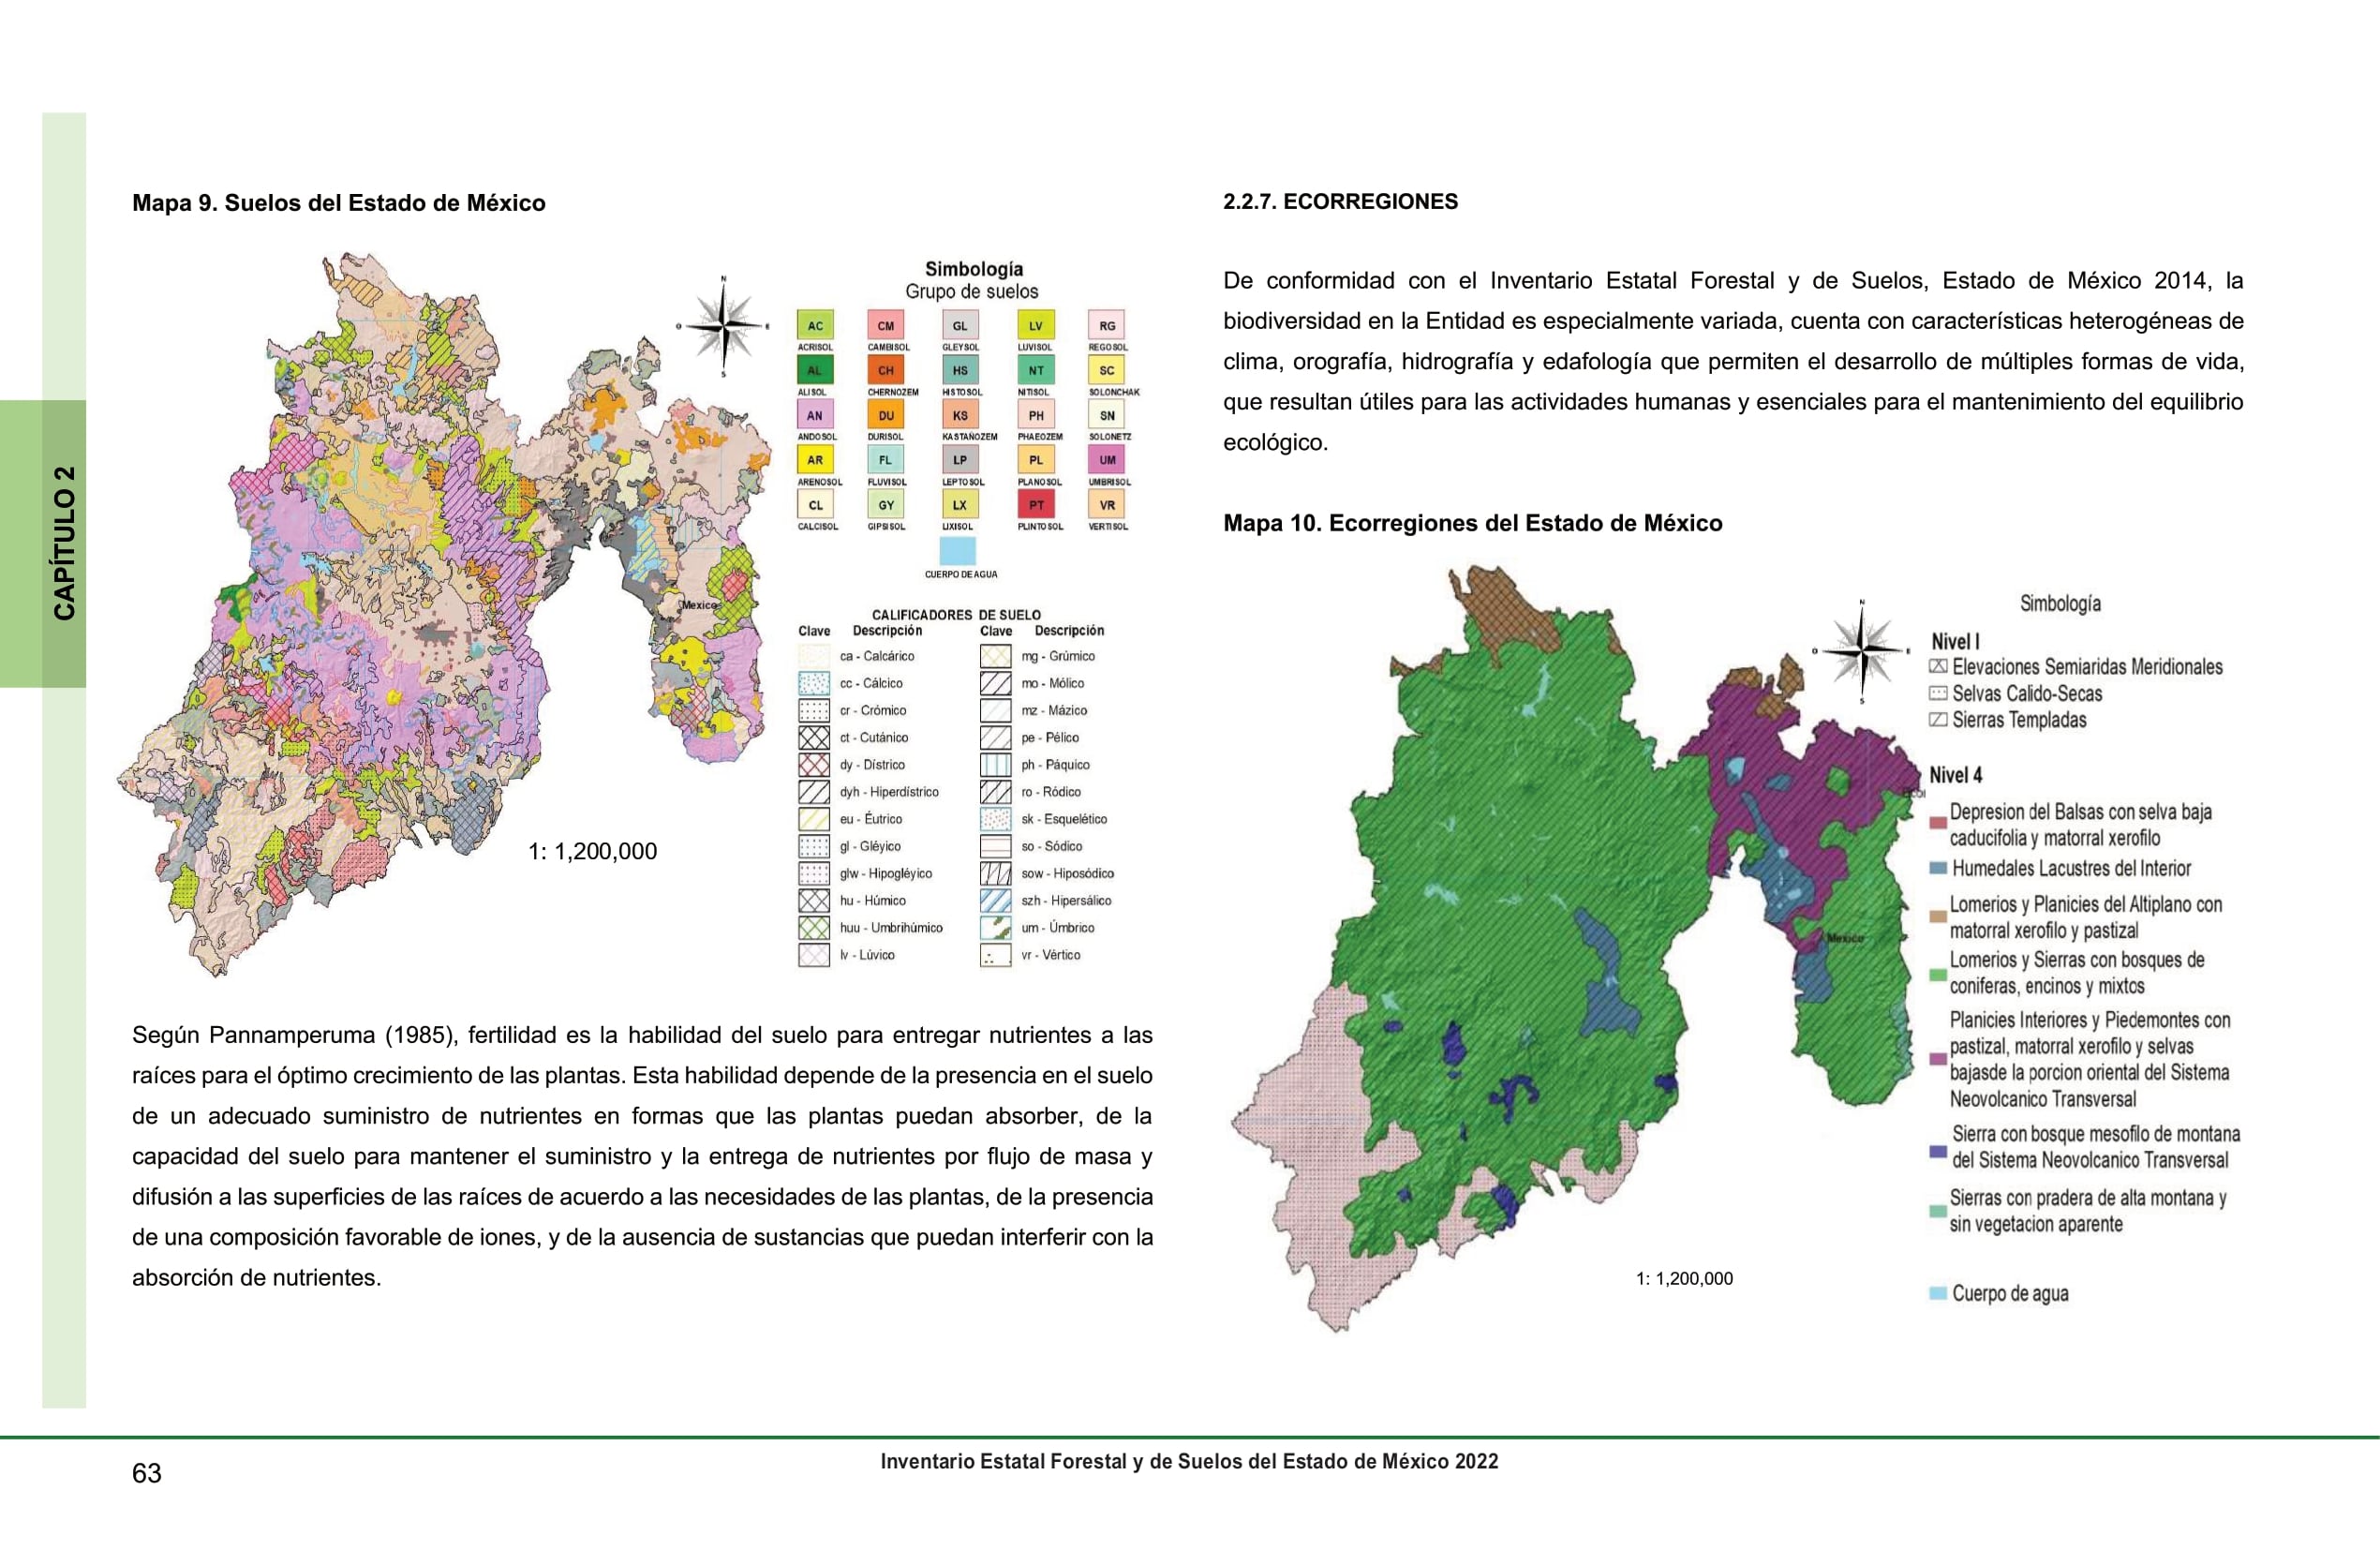 CAPÍTULO 2
Mapa 9. Suelos del Estado de México
N
O
E
S
Mexico
1: 1,200,000
Simbología
Grupo de suelos
AC CM GL LV RG
ACRISOL CAMBISOL GLEYSOL LUVISOL REGOSOL
AL CH HS NT SC
ALISOL CHERNOZEM HISTOSOL NITISOL SOLONCHAK
AN DU KS PH SN
ANDOSOL DURISOL KASTAÑOZEM PHAEOZEM SOLONETZ
AR FL LP PL UM
ARENOSOL FLUVISOL LEPTOSOL PLANOSOL UMBRISOL
CL GY LX PT VR
CALCISOL GIPSISOL LIXISOL PLINTOSOL VERTISOL
CUERPO DE AGUA
CALIFICADORES DE SUELO
Clave Descripción Clave Descripción
ca - Calcárico mg - Grúmico
cc - Cálcico mo - Mólico
cr - Crómico mz - Mázico
ct - Cutánico pe - Pélico
dy - Dístrico ph - Páquico
dyh - Hiperdístrico ro - Ródico
eu - Éutrico sk - Esquelético
gl - Gléyico so - Sódico
glw - Hipogléyico sow - Hiposódico
hu - Húmico szh - Hipersálico
huu - Umbrihúmico um - Úmbrico
lv - Lúvico vr - Vértico
Según Pannamperuma (1985), fertilidad es la habilidad del suelo para entregar nutrientes a las
raíces para el óptimo crecimiento de las plantas. Esta habilidad depende de la presencia en el suelo
de un adecuado suministro de nutrientes en formas que las plantas puedan absorber, de la
capacidad del suelo para mantener el suministro y la entrega de nutrientes por flujo de masa y
difusión a las superficies de las raíces de acuerdo a las necesidades de las plantas, de la presencia
de una composición favorable de iones, y de la ausencia de sustancias que puedan interferir con la
absorción de nutrientes.
2.2.7. ECORREGIONES
De conformidad con el Inventario Estatal Forestal y de Suelos, Estado de México 2014, la
biodiversidad en la Entidad es especialmente variada, cuenta con características heterogéneas de
clima, orografía, hidrografía y edafología que permiten el desarrollo de múltiples formas de vida,
que resultan útiles para las actividades humanas y esenciales para el mantenimiento del equilibrio
ecológico.
Mapa 10. Ecorregiones del Estado de México
N
O
E
S
Mexico
1: 1,200,000
Simbología
Nivel I
Elevaciones Semiaridas Meridionales
Selvas Calido-Secas
Sierras Templadas
Nivel 4
Depresion del Balsas con selva baja
caducifolia y matorral xerofilo
Humedales Lacustres del Interior
Lomerios y Planicies del Altiplano con
matorral xerofilo y pastizal
Lomerios y Sierras con bosques de
coniferas, encinos y mixtos
Planicies Interiores y Piedemontes con
pastizal, matorral xerofilo y selvas
bajasde la porcion oriental del Sistema
Neovolcanico Transversal
Sierra con bosque mesofilo de montana
del Sistema Neovolcanico Transversal
Sierras con pradera de alta montana y
sin vegetacion aparente
Cuerpo de agua
63
Inventario Estatal Forestal y de Suelos del Estado de México 2022